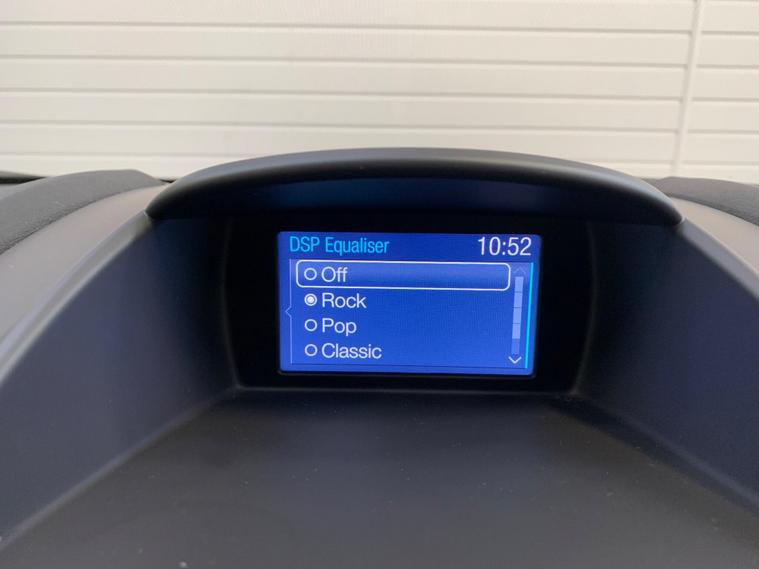 DSP Equaliser 10:52
Off
Rock
Pop
Classic